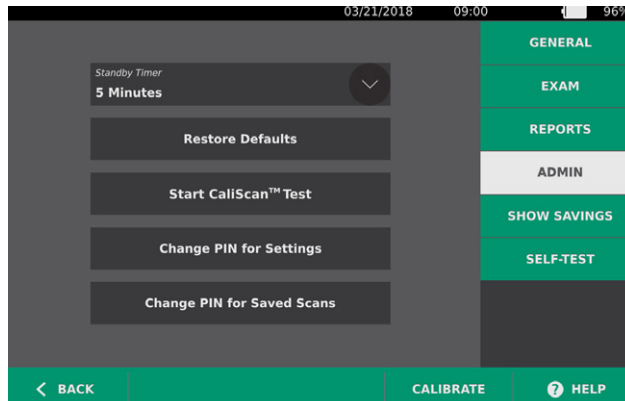 03/21/2018 09:00 96%
GENERAL
Standby Timer
5 Minutes
EXAM
Restore Defaults
REPORTS
ADMIN
Start CaliScan™ Test
SHOW SAVINGS
Change PIN for Settings
SELF-TEST
Change PIN for Saved Scans
BACK
CALIBRATE
? HELP